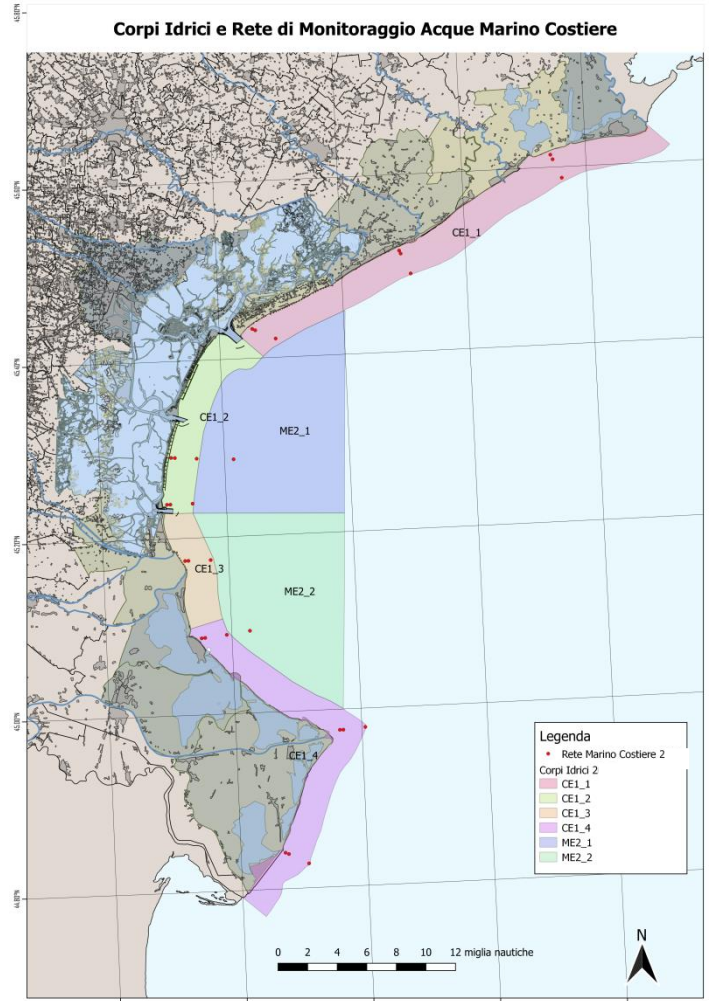 Corpi Idrici e Rete di Monitoraggio Acque Marino Costiere
CE1_1
CE1_2
ME2_1
CE1_3
ME2_2
CE1_4
Legenda
Rete Marino Costiere 2
Corpi Idrici 2
CE1_1
CE1_2
CE1_3
CE1_4
ME2_1
ME2_2
0 2 4 6 8 10 12 miglia nautiche
N